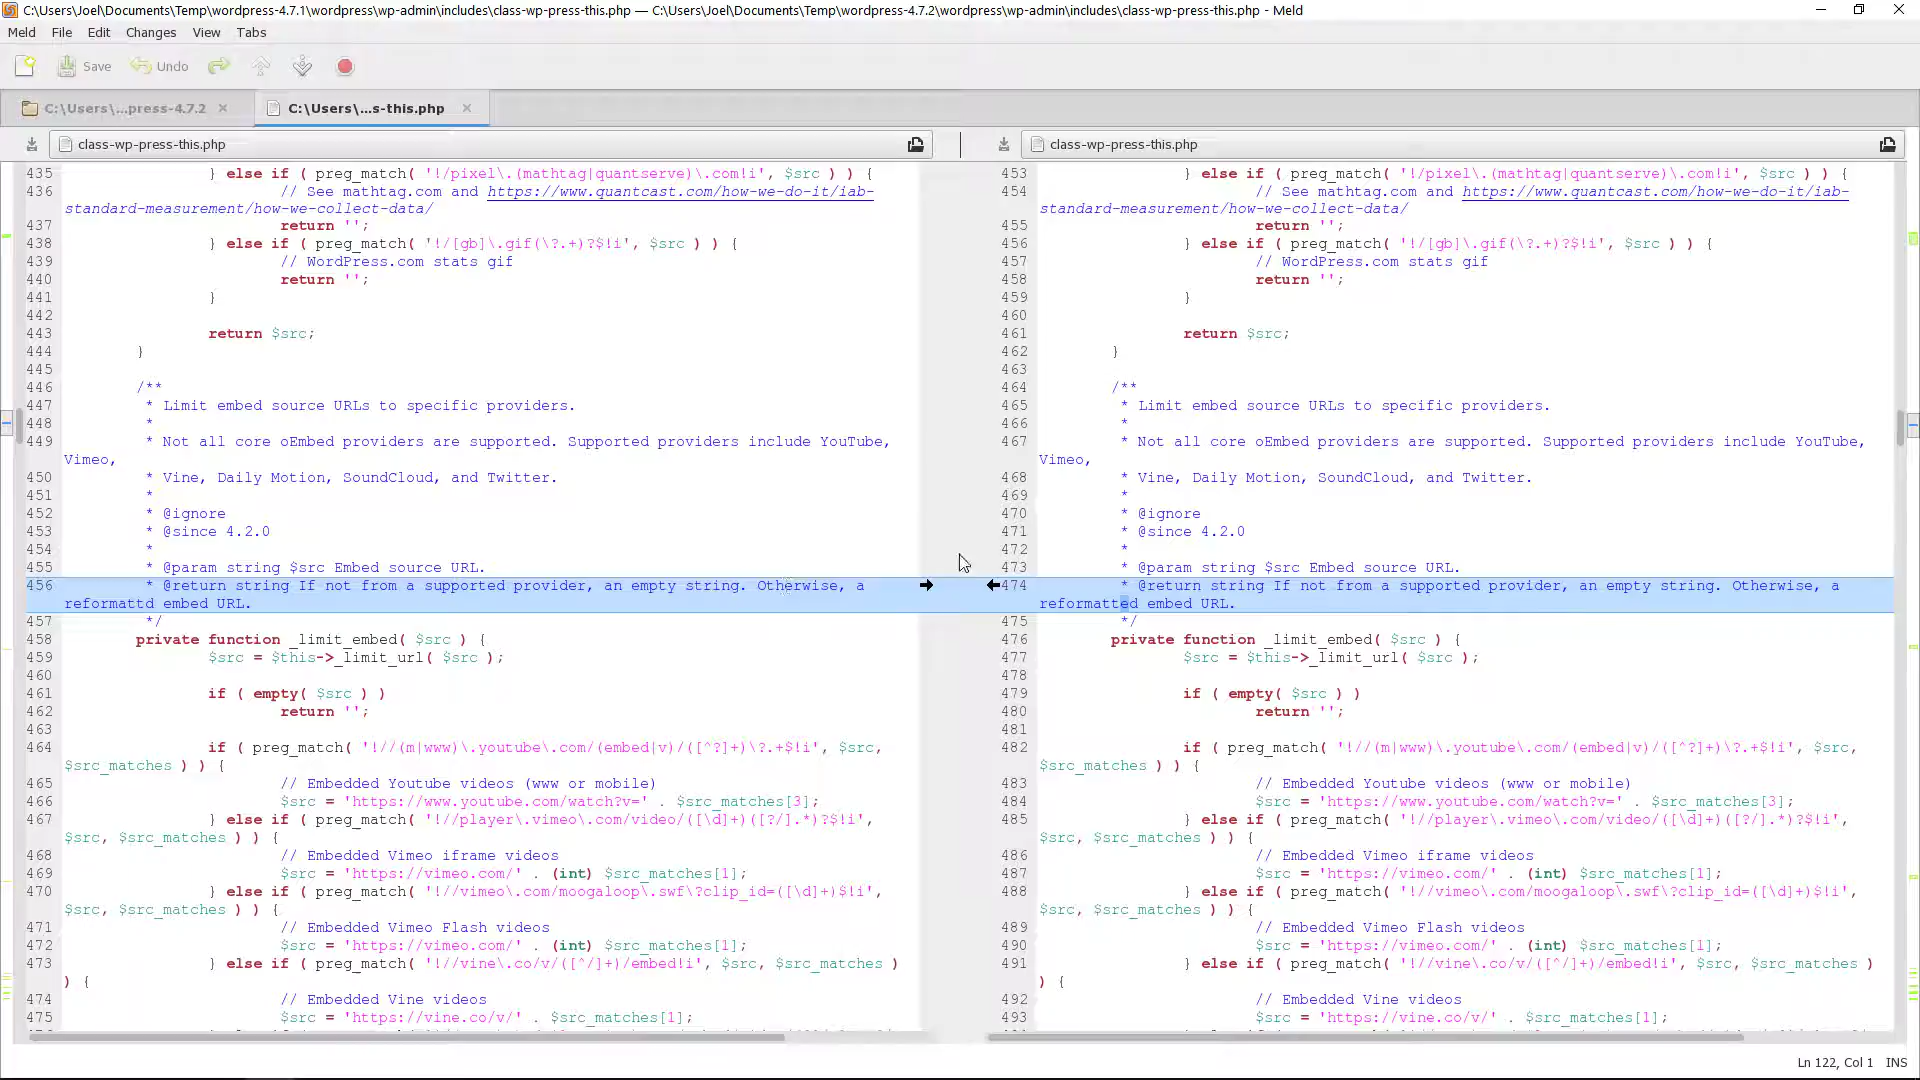 C:\Users\Joel\Documents\Temp\wordpress-4.7.1\wordpress\wp-admin\includes\class-wp-press-this.php — C:\Users\Joel\Documents\Temp\wordpress-4.7.2\wordpress\wp-admin\includes\class-wp-press-this.php - Meld
Meld File Edit Changes View Tabs
Save Undo
C:\Users\...press-4.7.2 × C:\Users\...s-this.php ×
class-wp-press-this.php
435 } else if ( preg_match( '!/pixel\.(mathtag|quantserve)\.com!i', $src ) ) {
436 // See mathtag.com and https://www.quantcast.com/how-we-do-it/iab-
standard-measurement/how-we-collect-data/
437 return '';
438 } else if ( preg_match( '!/[gb]\.gif(\?.+)?$!i', $src ) ) {
439 // WordPress.com stats gif
440 return '';
441 }
442
443 return $src;
444 }
445
446 /**
447 * Limit embed source URLs to specific providers.
448 *
449 * Not all core oEmbed providers are supported. Supported providers include YouTube,
Vimeo,
450 * Vine, Daily Motion, SoundCloud, and Twitter.
451 *
452 * @ignore
453 * @since 4.2.0
454 *
455 * @param string $src Embed source URL.
456 * @return string If not from a supported provider, an empty string. Otherwise, a
reformattd embed URL.
457 */
458 private function _limit_embed( $src ) {
459 $src = $this->_limit_url( $src );
460
461 if ( empty( $src ) )
462 return '';
463
464 if ( preg_match( '!//(m|www)\.youtube\.com/(embed|v)/([^?]+)\?.+$!i', $src,
$src_matches ) ) {
465 // Embedded Youtube videos (www or mobile)
466 $src = 'https://www.youtube.com/watch?v=' . $src_matches[3];
467 } else if ( preg_match( '!//player\.vimeo\.com/video/([\d]+)([?/].*)?$!i',
$src, $src_matches ) ) {
468 // Embedded Vimeo iframe videos
469 $src = 'https://vimeo.com/' . (int) $src_matches[1];
470 } else if ( preg_match( '!//vimeo\.com/moogaloop\.swf\?clip_id=([\d]+)$!i',
$src, $src_matches ) ) {
471 // Embedded Vimeo Flash videos
472 $src = 'https://vimeo.com/' . (int) $src_matches[1];
473 } else if ( preg_match( '!//vine\.co/v/([^/]+)/embed!i', $src, $src_matches )
) {
474 // Embedded Vine videos
475 $src = 'https://vine.co/v/' . $src_matches[1];
class-wp-press-this.php
453 } else if ( preg_match( '!/pixel\.(mathtag|quantserve)\.com!i', $src ) ) {
454 // See mathtag.com and https://www.quantcast.com/how-we-do-it/iab-
standard-measurement/how-we-collect-data/
455 return '';
456 } else if ( preg_match( '!/[gb]\.gif(\?.+)?$!i', $src ) ) {
457 // WordPress.com stats gif
458 return '';
459 }
460
461 return $src;
462 }
463
464 /**
465 * Limit embed source URLs to specific providers.
466 *
467 * Not all core oEmbed providers are supported. Supported providers include YouTube,
Vimeo,
468 * Vine, Daily Motion, SoundCloud, and Twitter.
469 *
470 * @ignore
471 * @since 4.2.0
472 *
473 * @param string $src Embed source URL.
474 * @return string If not from a supported provider, an empty string. Otherwise, a
reformatted embed URL.
475 */
476 private function _limit_embed( $src ) {
477 $src = $this->_limit_url( $src );
478
479 if ( empty( $src ) )
480 return '';
481
482 if ( preg_match( '!//(m|www)\.youtube\.com/(embed|v)/([^?]+)\?.+$!i', $src,
$src_matches ) ) {
483 // Embedded Youtube videos (www or mobile)
484 $src = 'https://www.youtube.com/watch?v=' . $src_matches[3];
485 } else if ( preg_match( '!//player\.vimeo\.com/video/([\d]+)([?/].*)?$!i',
$src, $src_matches ) ) {
486 // Embedded Vimeo iframe videos
487 $src = 'https://vimeo.com/' . (int) $src_matches[1];
488 } else if ( preg_match( '!//vimeo\.com/moogaloop\.swf\?clip_id=([\d]+)$!i',
$src, $src_matches ) ) {
489 // Embedded Vimeo Flash videos
490 $src = 'https://vimeo.com/' . (int) $src_matches[1];
491 } else if ( preg_match( '!//vine\.co/v/([^/]+)/embed!i', $src, $src_matches )
) {
492 // Embedded Vine videos
493 $src = 'https://vine.co/v/' . $src_matches[1];
Ln 122, Col 1 INS